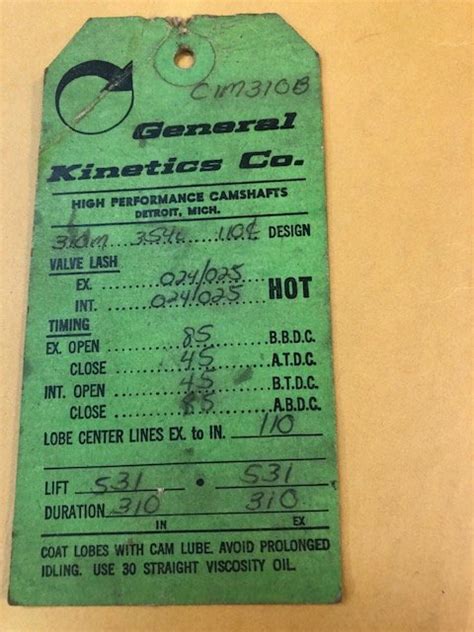 C1M310B
General
Kinetics Co.
HIGH PERFORMANCE CAMSHAFTS
DETROIT, MICH.
310M 354L 110¢ DESIGN
VALVE LASH
EX. 024/025
INT. 024/025 HOT
TIMING
EX. OPEN 85 B.B.D.C.
CLOSE 45 A.T.D.C.
INT. OPEN 45 B.T.D.C.
CLOSE 85 A.B.D.C.
LOBE CENTER LINES EX. to IN. 110
LIFT 531 • 531
DURATION 310 310
IN EX
COAT LOBES WITH CAM LUBE. AVOID PROLONGED
IDLING. USE 30 STRAIGHT VISCOSITY OIL.